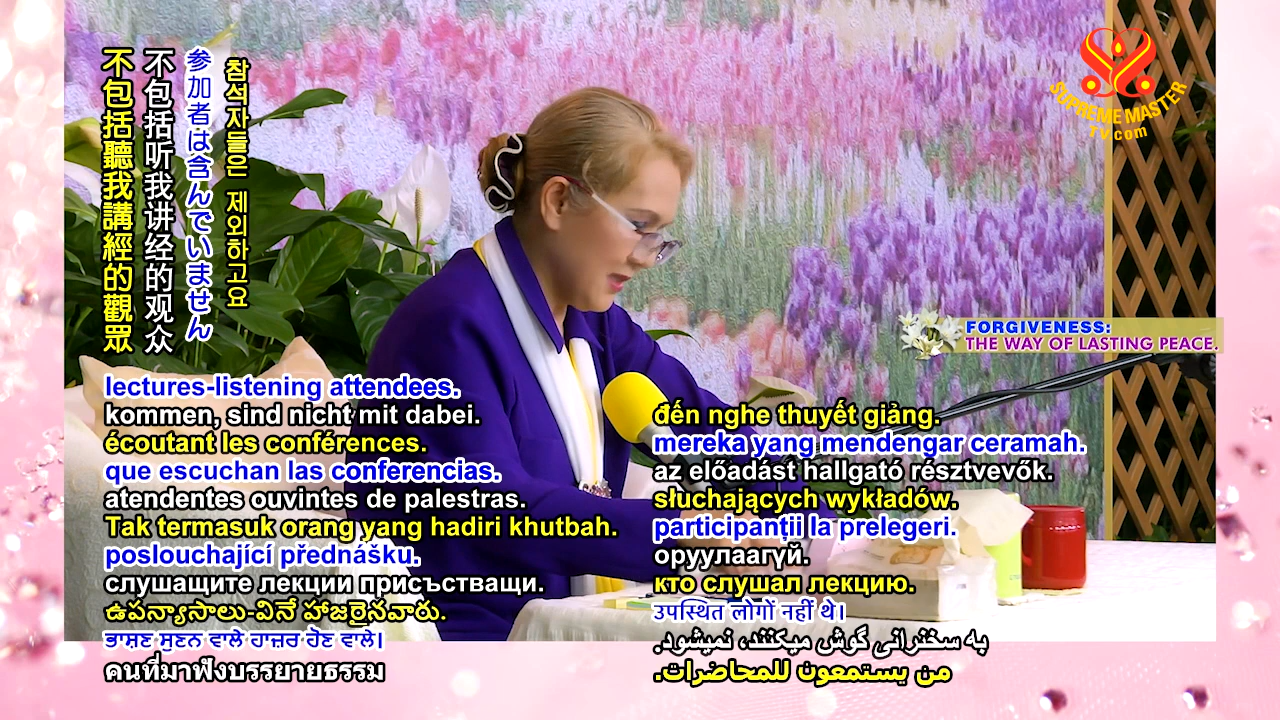 SUPREME MASTER
TV.com
참석자들은 제외하고요
参加者は含んでいません
不包括听我讲经的观众
不包括聽我講經的觀眾
FORGIVENESS:
THE WAY OF LASTING PEACE.
lectures-listening attendees.
kommen, sind nicht mit dabei.
écoutant les conférences.
que escuchan las conferencias.
atendentes ouvintes de palestras.
Tak termasuk orang yang hadiri khutbah.
poslouchající přednášku.
слушащите лекции присъстващи.
ఉపన్యాసాలు-వినే హాజరైనవారు.
ਭਾਸ਼ਣ ਸੁਣਨ ਵਾਲੇ ਹਾਜ਼ਰ ਹੋਣ ਵਾਲੇ।
คนที่มาฟังบรรยายธรรม
đến nghe thuyết giảng.
mereka yang mendengar ceramah.
az előadást hallgató résztvevők.
słuchających wykładów.
participanții la prelegeri.
оруулаагүй.
кто слушал лекцию.
उपस्थित लोगों नहीं थे।
به سخنرانی گوش میکنند، نمیشود.
من يستمعون للمحاضرات.